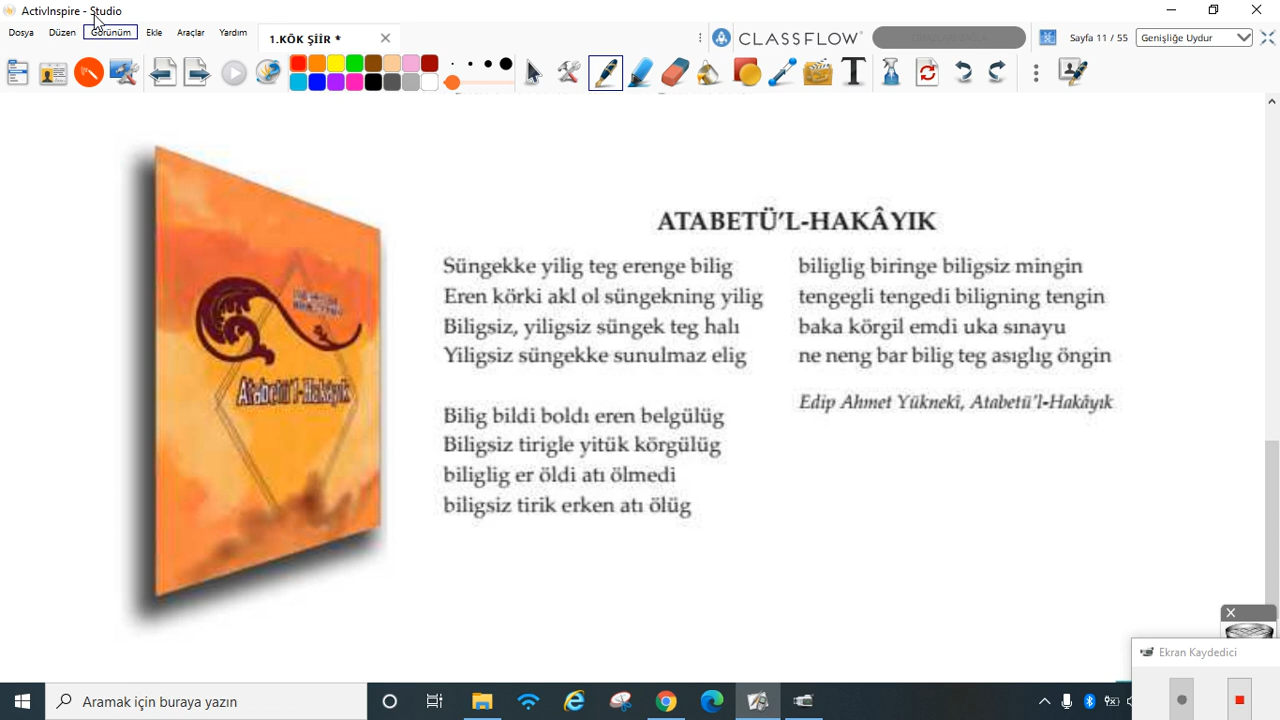 ActivInspire - Studio
Dosya Düzen Görünüm Ekle Araçlar Yardım
1.KÖK ŞİİR *
CLASSFLOW
Sayfa 11 / 55
Genişliğe Uydur
ATABETÜ'L-HAKÂYIK
Süngekke yilig teg erenge bilig
Eren körki akl ol süngekning yilig
Biligsiz, yiligsiz süngek teg halı
Yiligsiz süngekke sunulmaz elig
Bilig bildi boldı eren belgülüg
Biligsiz tirigle yitük körgülüg
biliglig er öldi atı ölmedi
biligsiz tirik erken atı ölüg
biliglig biringe biligsiz mingin
tengegli tengedi biligning tengin
baka körgil emdi uka sınayu
ne neng bar bilig teg asıglıg öngin
Edip Ahmet Yüknekî, Atabetü'l-Hakâyık
Atabetü'l-Hakâyık
Ekran Kaydedici
Aramak için buraya yazın